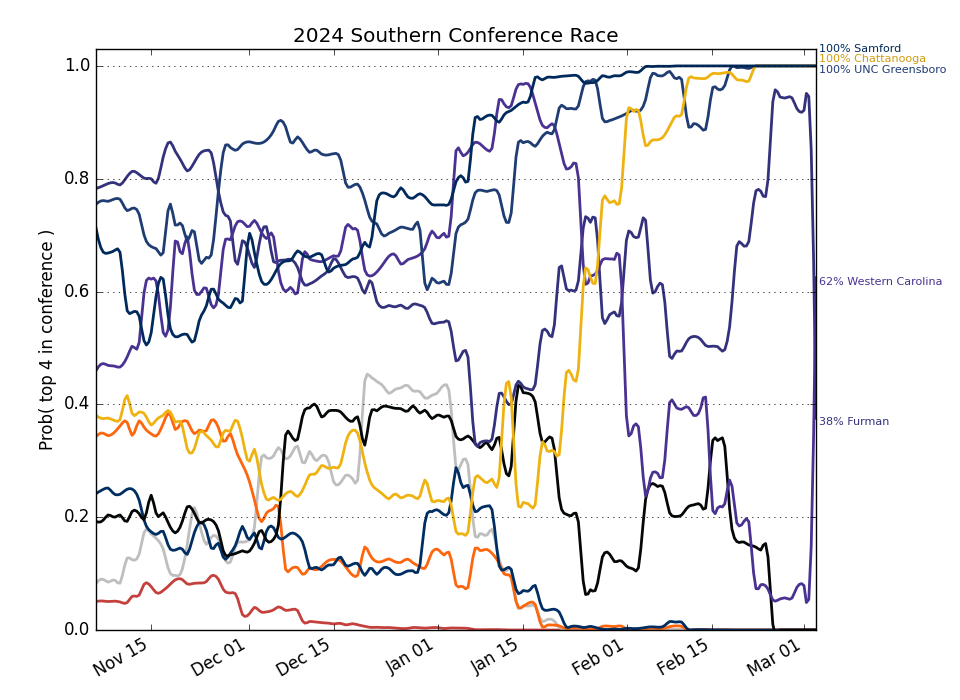 2024 Southern Conference Race
Prob( top 4 in conference )
1.0
0.8
0.6
0.4
0.2
0.0
Nov 15
Dec 01
Dec 15
Jan 01
Jan 15
Feb 01
Feb 15
Mar 01
100% Samford
100% Chattanooga
100% UNC Greensboro
62% Western Carolina
38% Furman